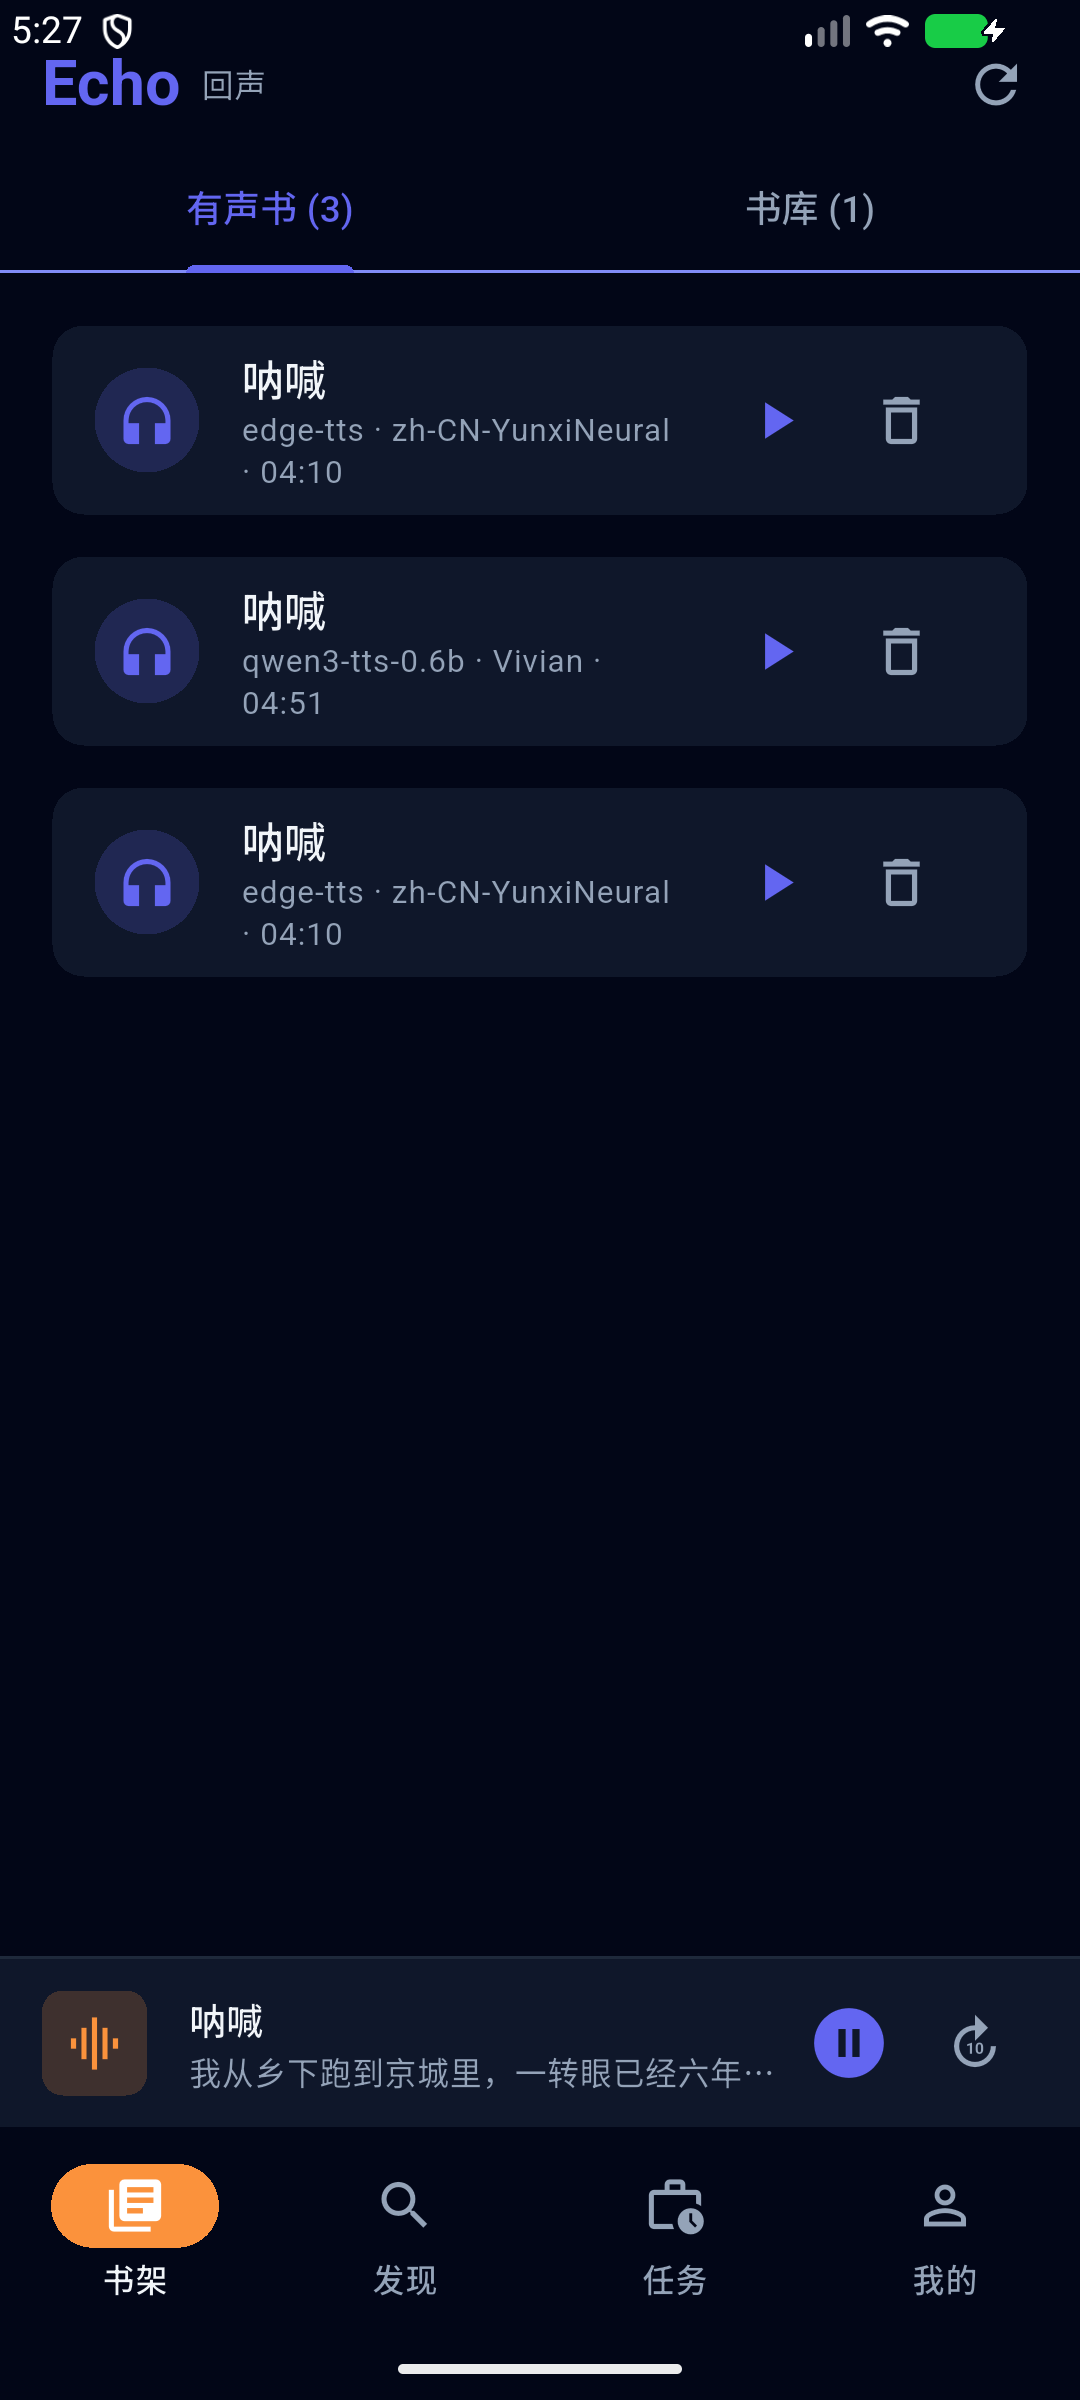 5:27
Echo 回声
有声书 (3)
书库 (1)
呐喊
edge-tts · zh-CN-YunxiNeural
· 04:10
呐喊
qwen3-tts-0.6b · Vivian ·
04:51
呐喊
edge-tts · zh-CN-YunxiNeural
· 04:10
呐喊
我从乡下跑到京城里，一转眼已经六年…
10
书架
发现
任务
我的